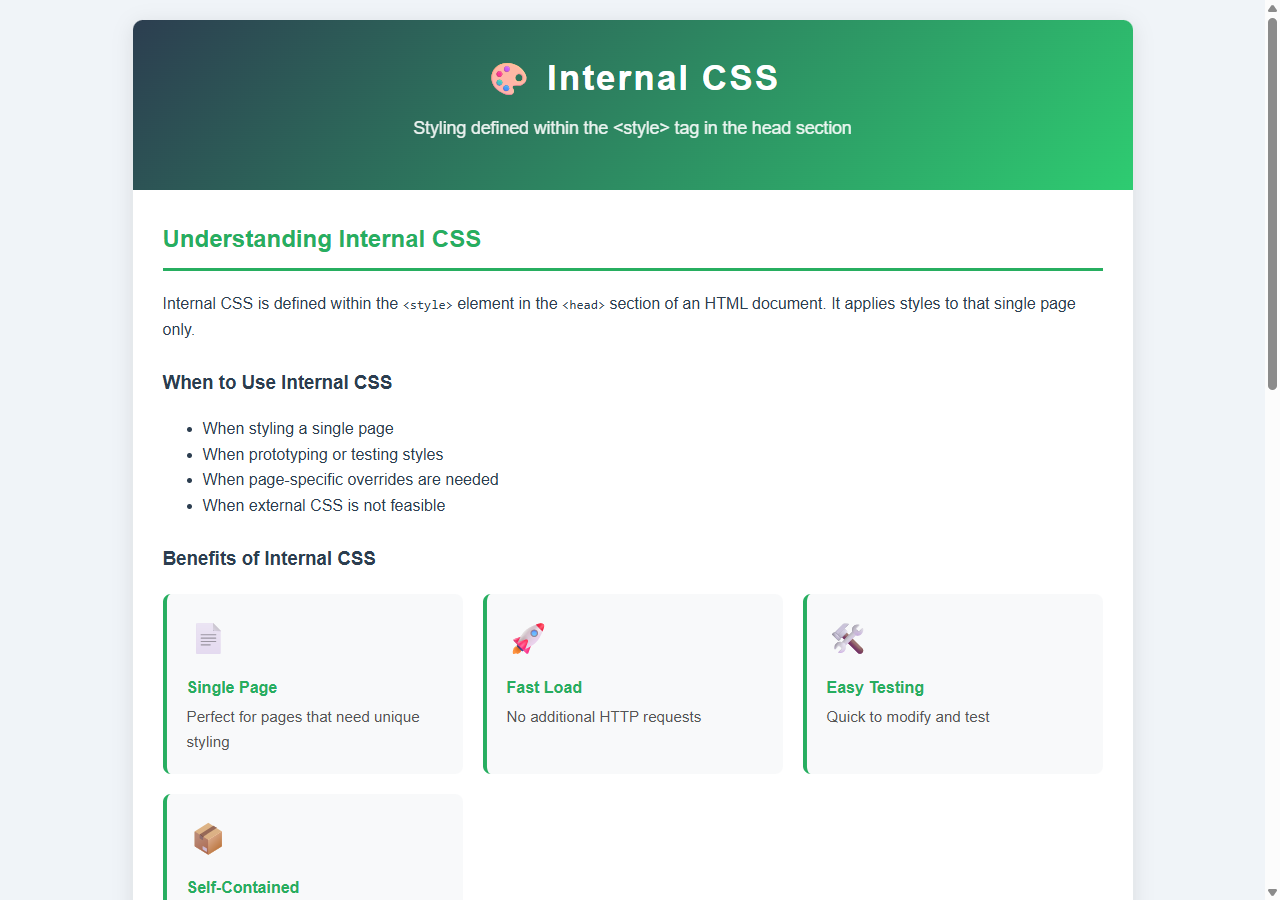 Internal CSS
Styling defined within the <style> tag in the head section
Understanding Internal CSS
Internal CSS is defined within the <style> element in the <head> section of an HTML document. It applies styles to that single page
only.
When to Use Internal CSS
When styling a single page
When prototyping or testing styles
When page-specific overrides are needed
When external CSS is not feasible
Benefits of Internal CSS
Single Page
Perfect for pages that need unique
styling
Fast Load
No additional HTTP requests
Easy Testing
Quick to modify and test
Self-Contained